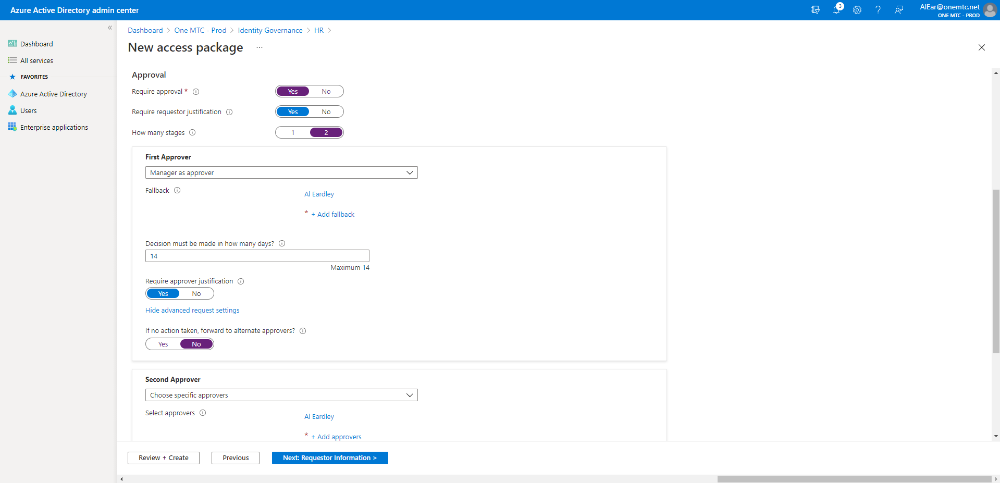 Azure Active Directory admin center
3
AlEar@onemtc.net
ONE MTC - PROD
«
Dashboard
All services
FAVORITES
Azure Active Directory
Users
Enterprise applications
Dashboard > One MTC - Prod > Identity Governance > HR >
New access package ...
Approval
Require approval *
Yes No
Require requestor justification
Yes No
How many stages
1 2
First Approver
Manager as approver
Fallback
Al Eardley
* + Add fallback
Decision must be made in how many days?
14
Maximum 14
Require approver justification
Yes No
Hide advanced request settings
If no action taken, forward to alternate approvers?
Yes No
Second Approver
Choose specific approvers
Select approvers
Al Eardley
* + Add approvers
Review + Create Previous Next: Requestor Information >